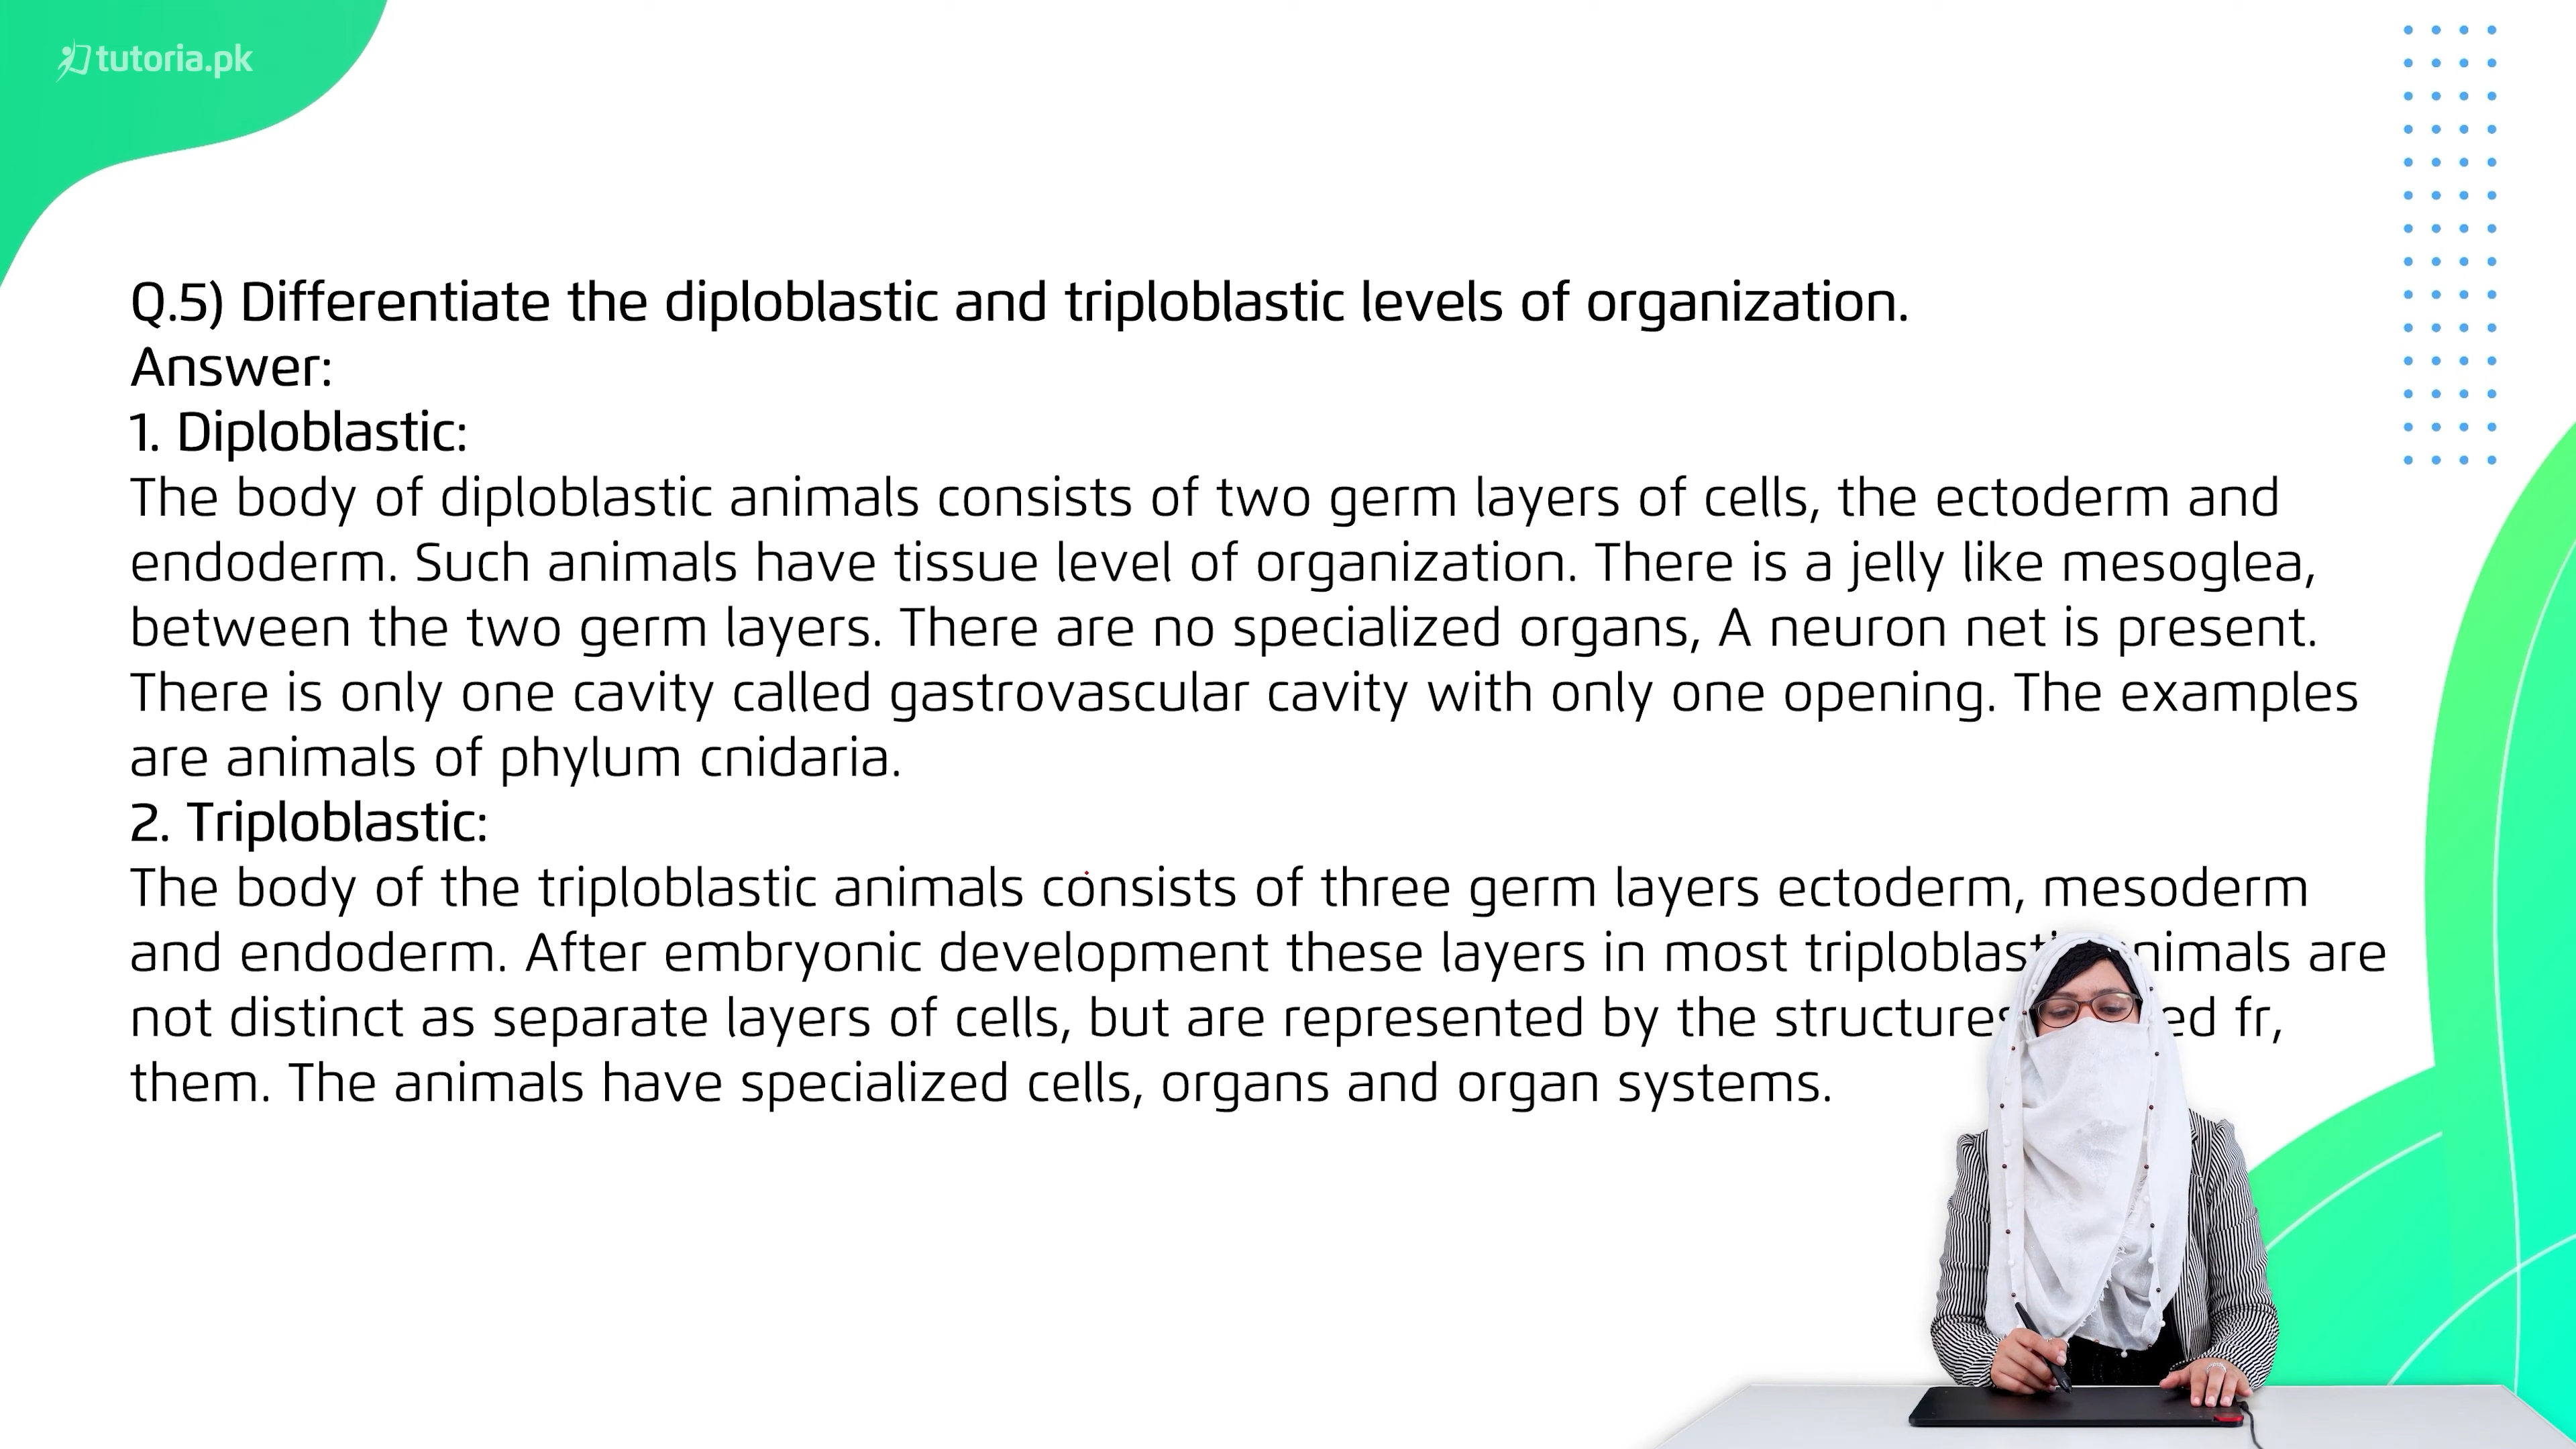 tutoria.pk
Q.5) Differentiate the diploblastic and triploblastic levels of organization.
Answer:
1. Diploblastic:
The body of diploblastic animals consists of two germ layers of cells, the ectoderm and
endoderm. Such animals have tissue level of organization. There is a jelly like mesoglea,
between the two germ layers. There are no specialized organs, A neuron net is present.
There is only one cavity called gastrovascular cavity with only one opening. The examples
are animals of phylum cnidaria.
2. Triploblastic:
The body of the triploblastic animals consists of three germ layers ectoderm, mesoderm
and endoderm. After embryonic development these layers in most are
not distinct as separate layers of cells, but are represented by the structures fr,
them. The animals have specialized cells, organs and organ systems.